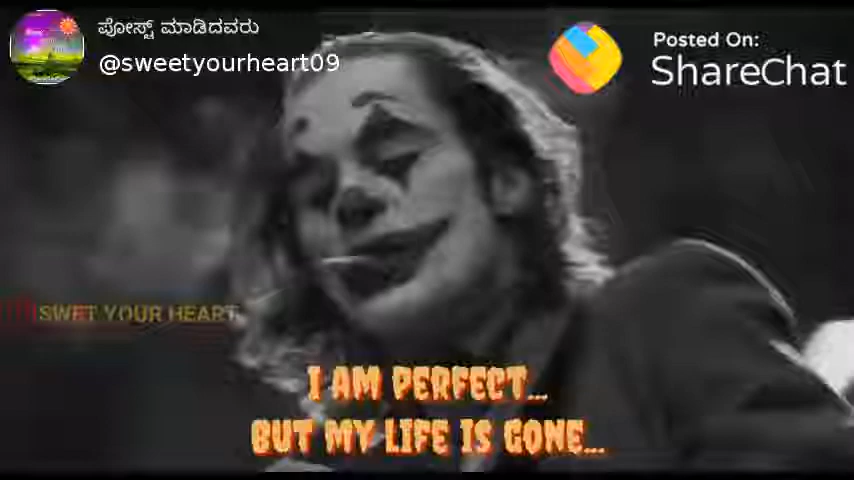 ಪೋಸ್ಟ್ ಮಾಡಿದವರು
@sweetyourheart09
Posted On:
ShareChat
SWET YOUR HEART
I AM PERFECT...
BUT MY LIFE IS GONE...